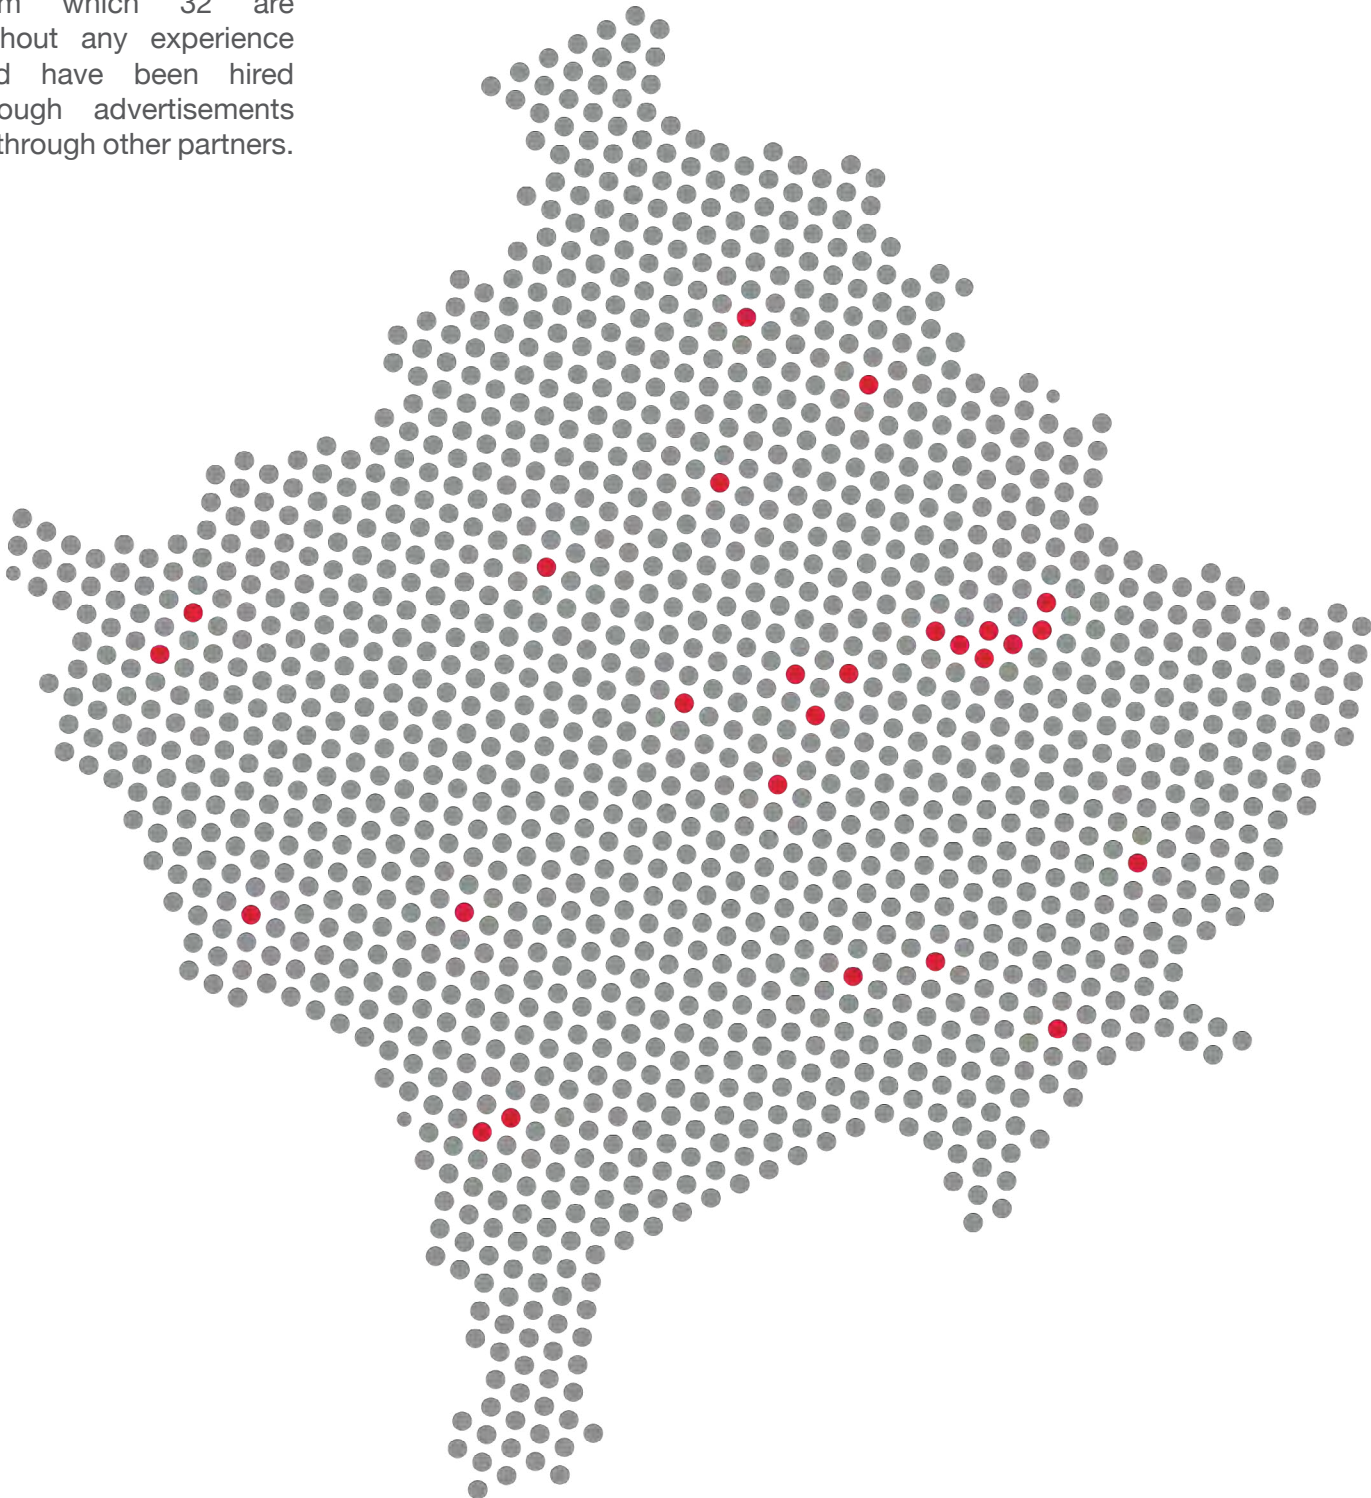 which 32 are
any experience
have been hired
advertisements
through other partners.